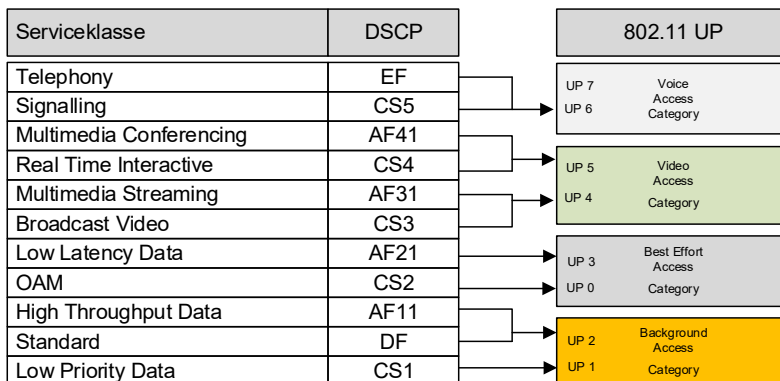 Serviceklasse DSCP 802.11 UP
Telephony EF
Signalling CS5
Multimedia Conferencing AF41
Real Time Interactive CS4
Multimedia Streaming AF31
Broadcast Video CS3
Low Latency Data AF21
OAM CS2
High Throughput Data AF11
Standard DF
Low Priority Data CS1
UP 7 Voice
Access
UP 6 Category
UP 5 Video
Access
UP 4 Category
UP 3 Best Effort
Access
UP 0 Category
UP 2 Background
Access
UP 1 Category